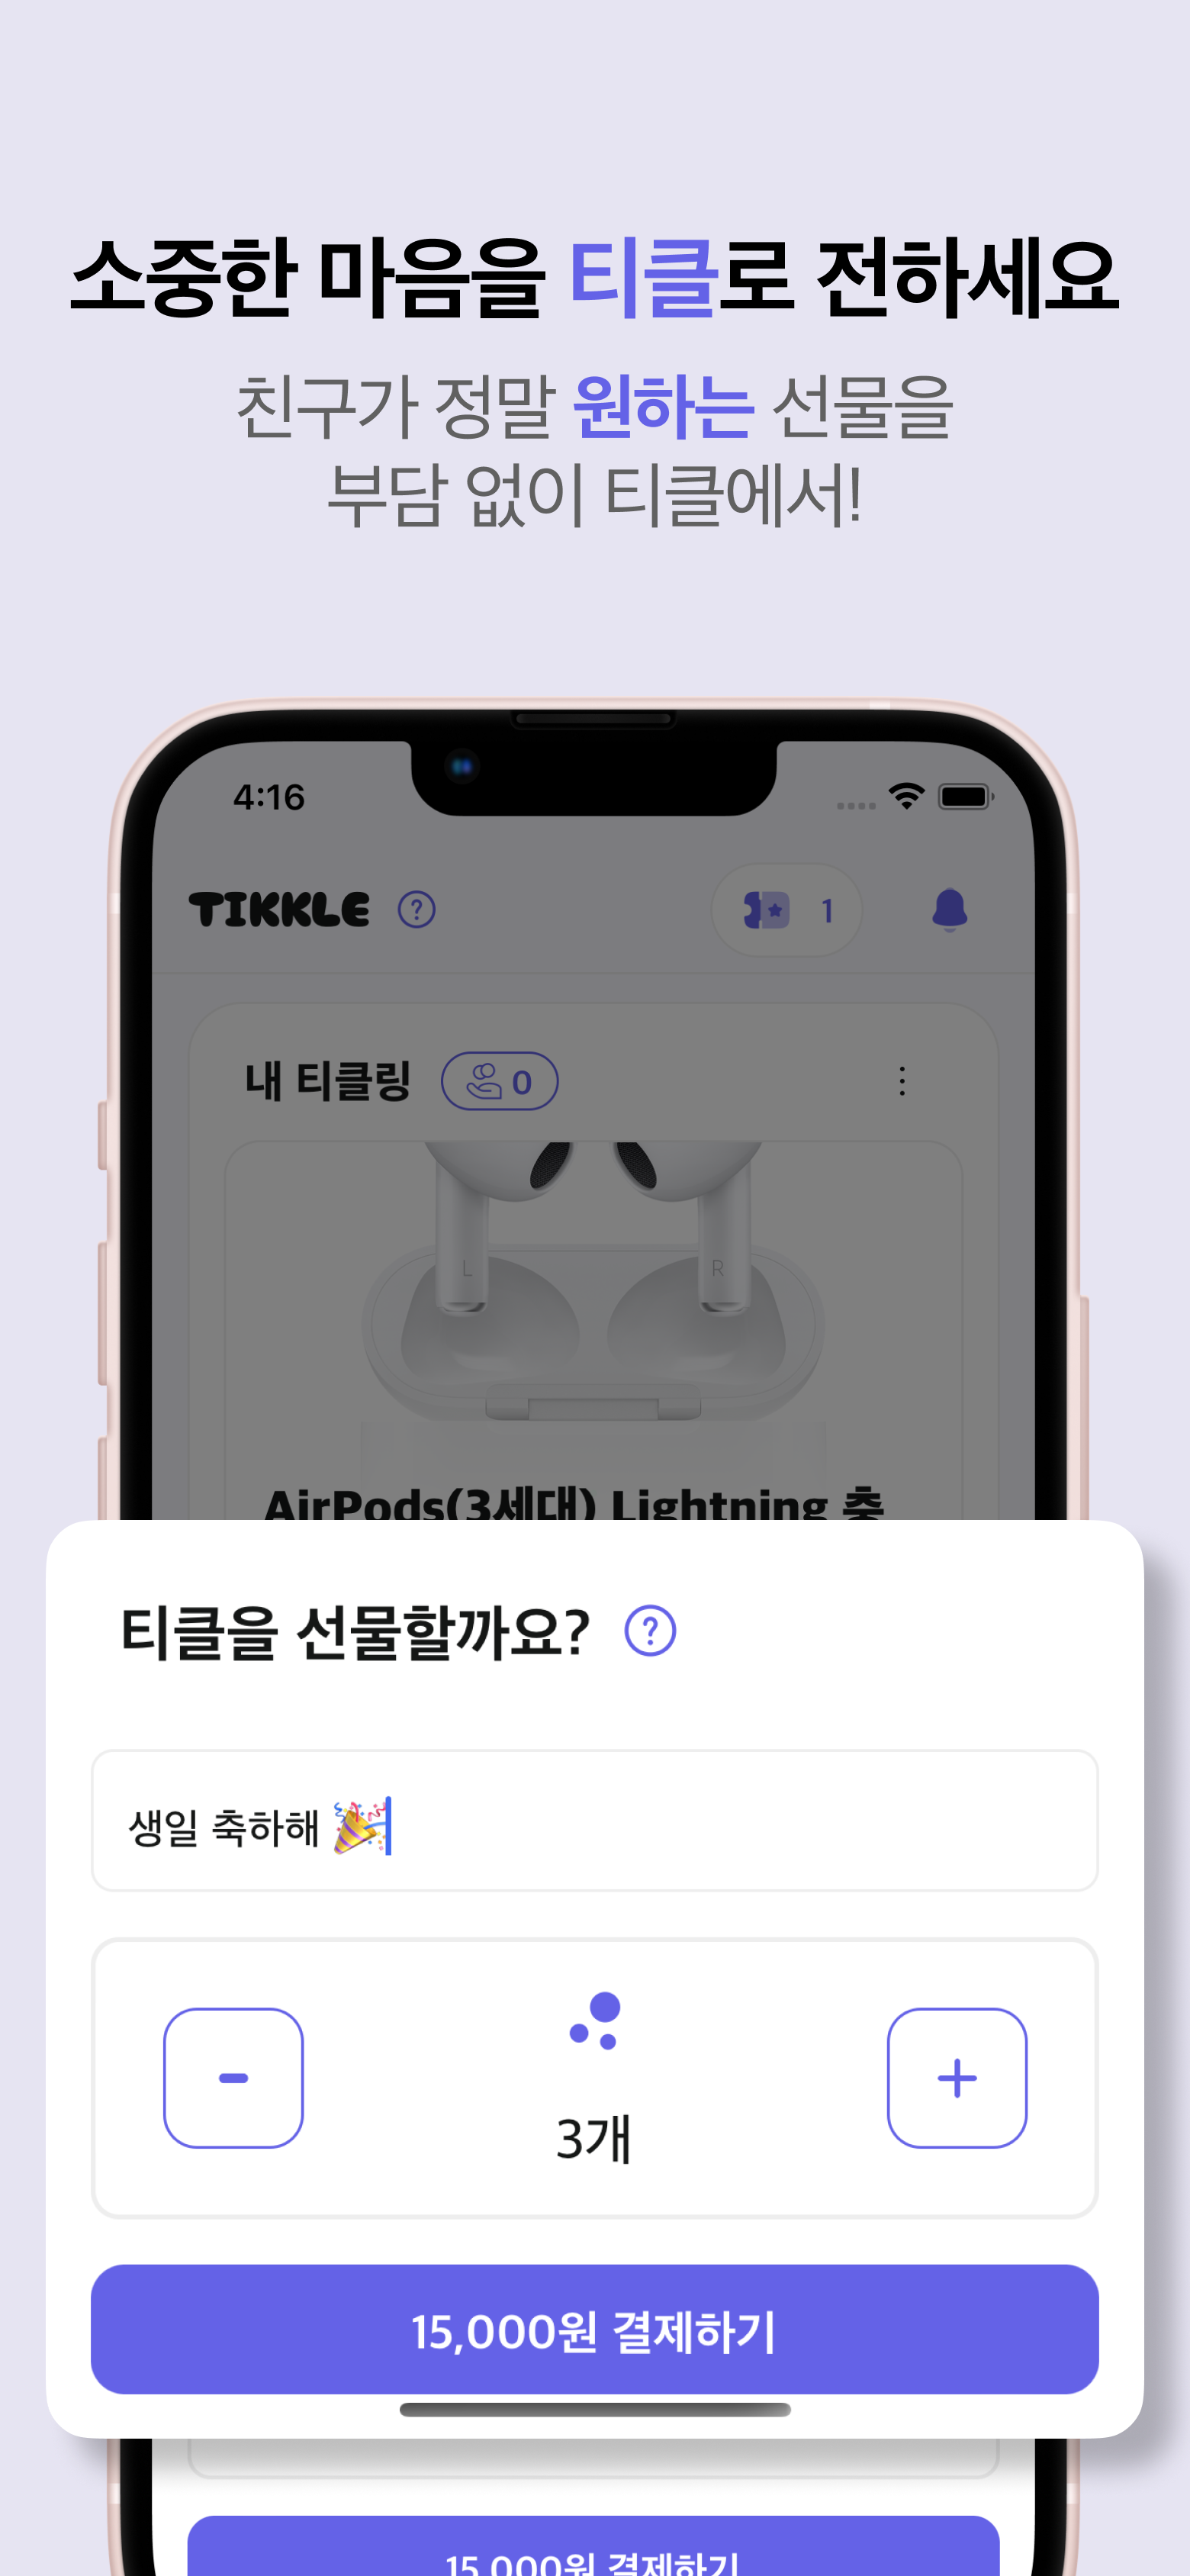 소중한 마음을 티클로 전하세요
친구가 정말 원하는 선물을
부담 없이 티클에서!
4:16
TIKKLE ? 1
내 티클링 0
L R
AirPods(3세대) Lightning 충
티클을 선물할까요? ?
생일 축하해 🎉
- +
3개
15,000원 결제하기
15,000원 결제하기